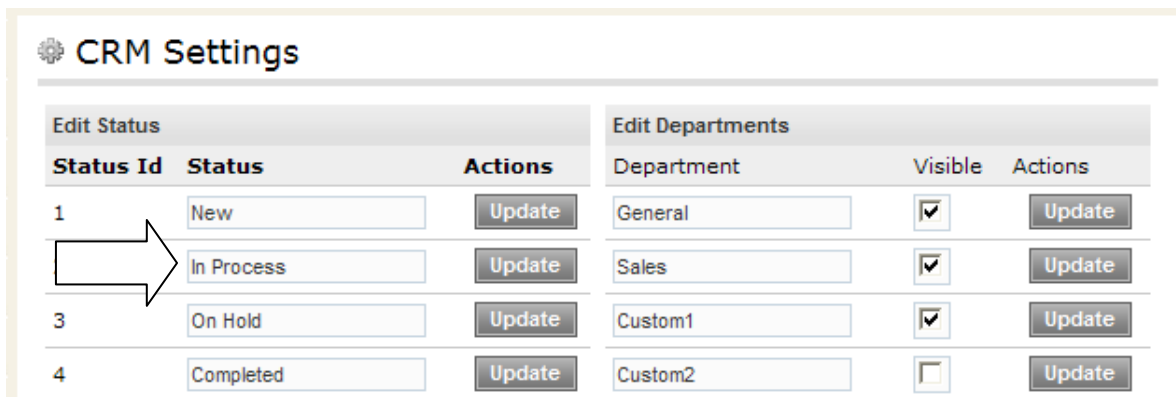 CRM Settings
Edit Status
Status Id Status Actions
1 New Update
In Process Update
3 On Hold Update
4 Completed Update
Edit Departments
Department Visible Actions
General Update
Sales Update
Custom1 Update
Custom2 Update